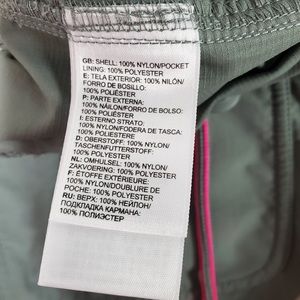 GB: SHELL: 100% NYLON/POCKET
LINING: 100% POLYESTER
E: TELA EXTERIOR: 100% NILÓN/
FORRO DE BOSILLO:
100% POLIÉSTER
P: PARTE EXTERNA:
100% NÁILON/FORRO DO BOLSO:
100% POLIÉSTER
I: ESTERNO STRATO:
100% NYLON/FODERA DE TASCA:
100% POLIESTERE
D: OBERSTOFF: 100% NYLON/
TASCHENFUTTERSTOFF:
100% POLYESTER
NL: OMHULSEL: 100% NYLON/
ZAKVOERING: 100% POLYESTER
F: ÉTOFFE EXTÉRIEURE:
100% NYLON/DOUBLURE DE
POCHE: 100% POLYESTER
RU: ВЕРХ: 100% НЕЙЛОН/
ПОДКЛАДКА КАРМАНА:
100% ПОЛИЭСТЕР